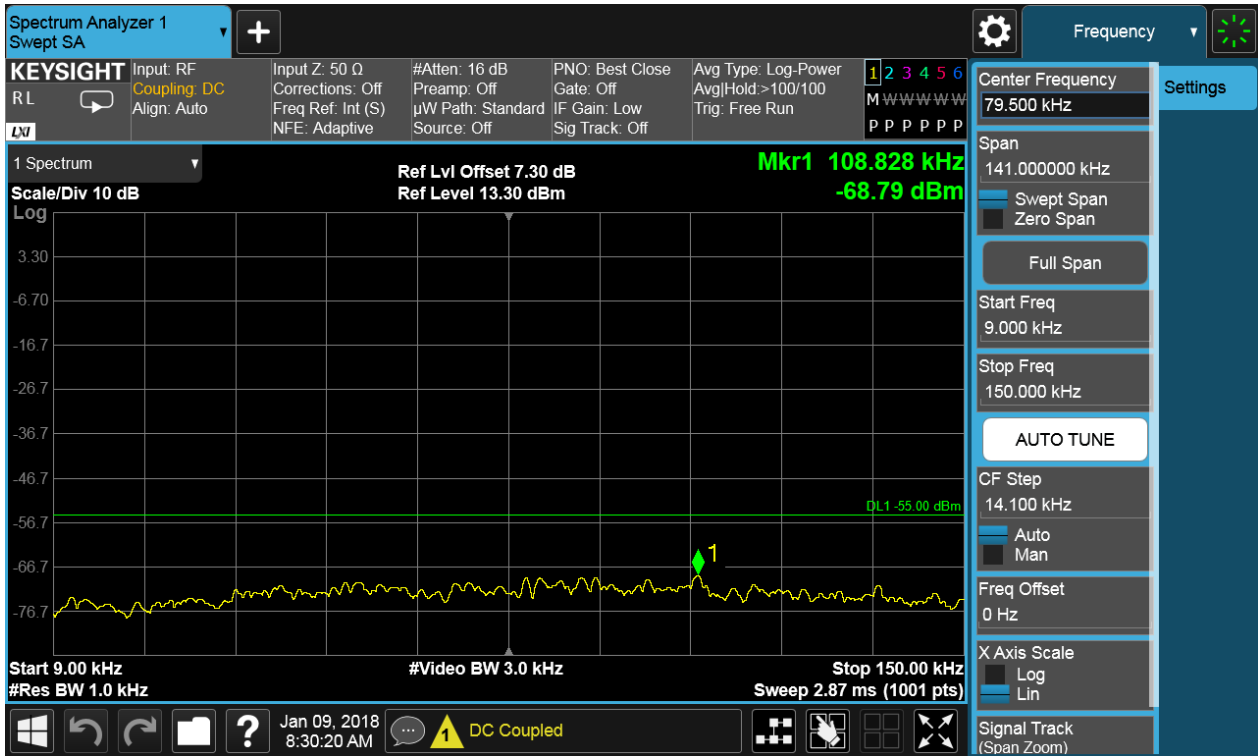 Spectrum Analyzer 1
Swept SA
+
Frequency
KEYSIGHT
RL
LXI
Input: RF
Coupling: DC
Align: Auto
Input Z: 50 Ω
Corrections: Off
Freq Ref: Int (S)
NFE: Adaptive
#Atten: 16 dB
Preamp: Off
µW Path: Standard
Source: Off
PNO: Best Close
Gate: Off
IF Gain: Low
Sig Track: Off
Avg Type: Log-Power
Avg|Hold:>100/100
Trig: Free Run
1 2 3 4 5 6
M W W W W W
P P P P P P
1 Spectrum
Scale/Div 10 dB
Log
Ref Lvl Offset 7.30 dB
Ref Level 13.30 dBm
Mkr1 108.828 kHz
-68.79 dBm
3.30
-6.70
-16.7
-26.7
-36.7
-46.7
-56.7
-66.7
-76.7
DL1 -55.00 dBm
1
Start 9.00 kHz
#Res BW 1.0 kHz
#Video BW 3.0 kHz
Stop 150.00 kHz
Sweep 2.87 ms (1001 pts)
Center Frequency
79.500 kHz
Span
141.000000 kHz
Swept Span
Zero Span
Full Span
Start Freq
9.000 kHz
Stop Freq
150.000 kHz
AUTO TUNE
CF Step
14.100 kHz
Auto
Man
Freq Offset
0 Hz
X Axis Scale
Log
Lin
Signal Track
(Span Zoom)
Settings
?
Jan 09, 2018
8:30:20 AM
1
DC Coupled